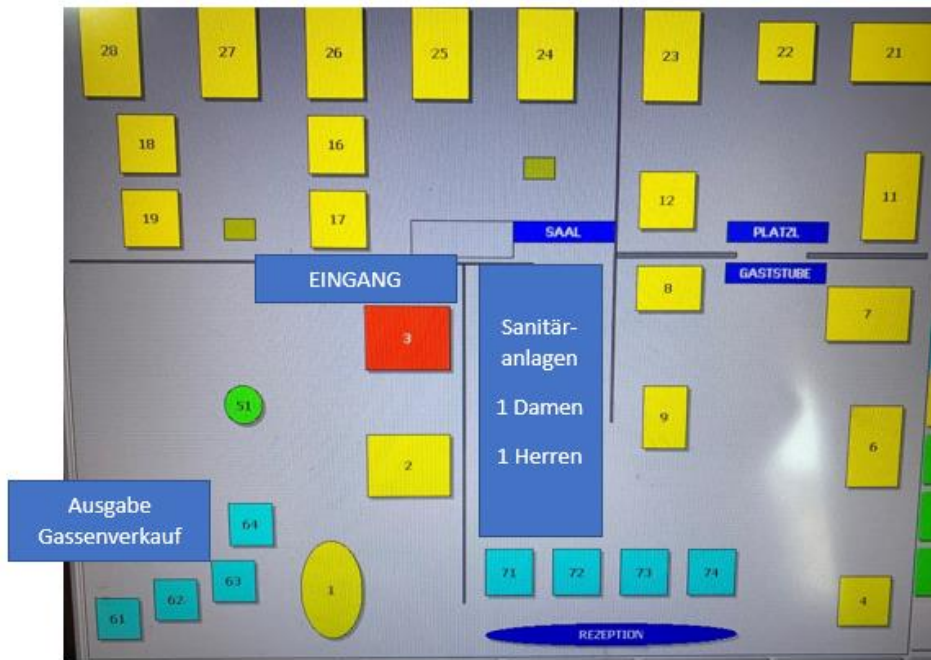 28
27
26
25
24
23
22
21
18
16
12
11
19
17
SAAL
PLATZL
EINGANG
GASTSTUBE
8
7
3
Sanitär-
anlagen
1 Damen
1 Herren
51
9
6
2
Ausgabe
Gassenverkauf
64
71
72
73
74
63
62
61
1
4
REZEPTION